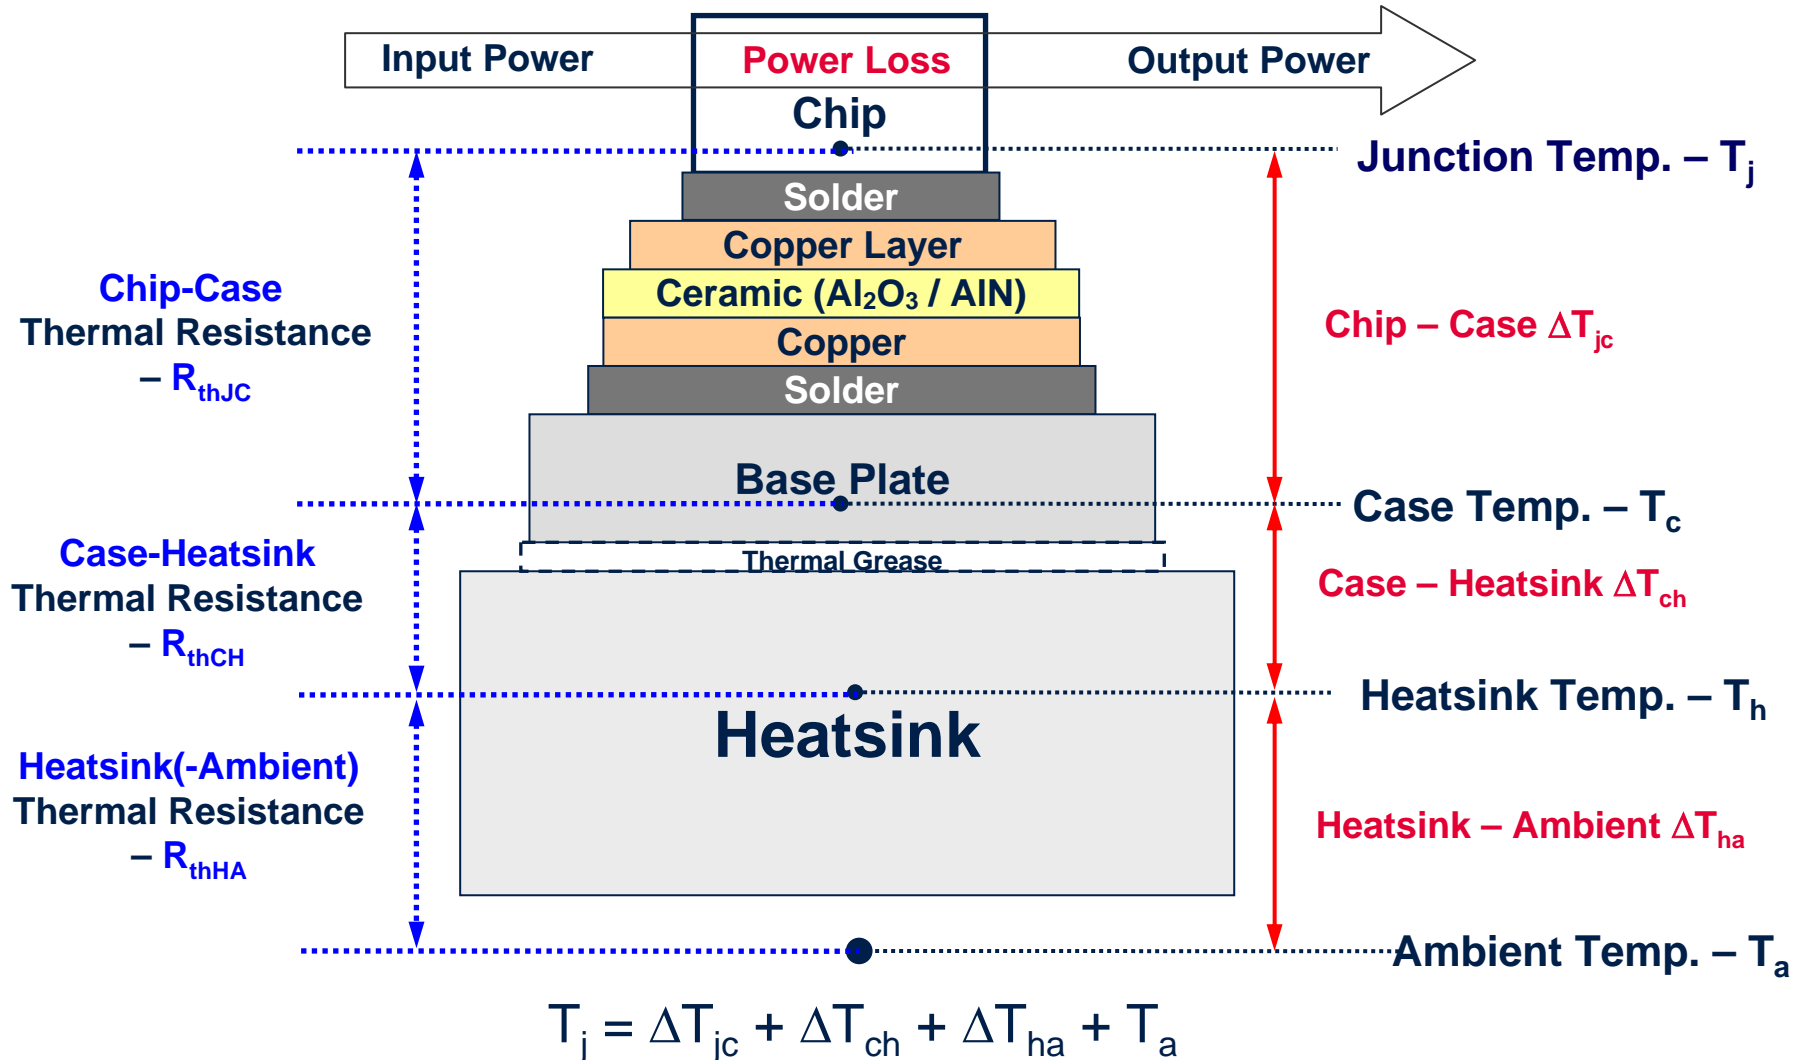 Input Power
Power Loss
Output Power
Chip
Junction Temp. – Tj
Solder
Copper Layer
Chip-Case
Thermal Resistance
– RthJC
Ceramic (Al₂O₃ / AlN)
Chip – Case ΔTjc
Copper
Solder
Base Plate
Case Temp. – Tc
Case-Heatsink
Thermal Resistance
– RthCH
Thermal Grease
Case – Heatsink ΔTch
Heatsink Temp. – Th
Heatsink
Heatsink(-Ambient)
Thermal Resistance
– RthHA
Heatsink – Ambient ΔTha
Ambient Temp. – Ta
Tj = ΔTjc + ΔTch + ΔTha + Ta